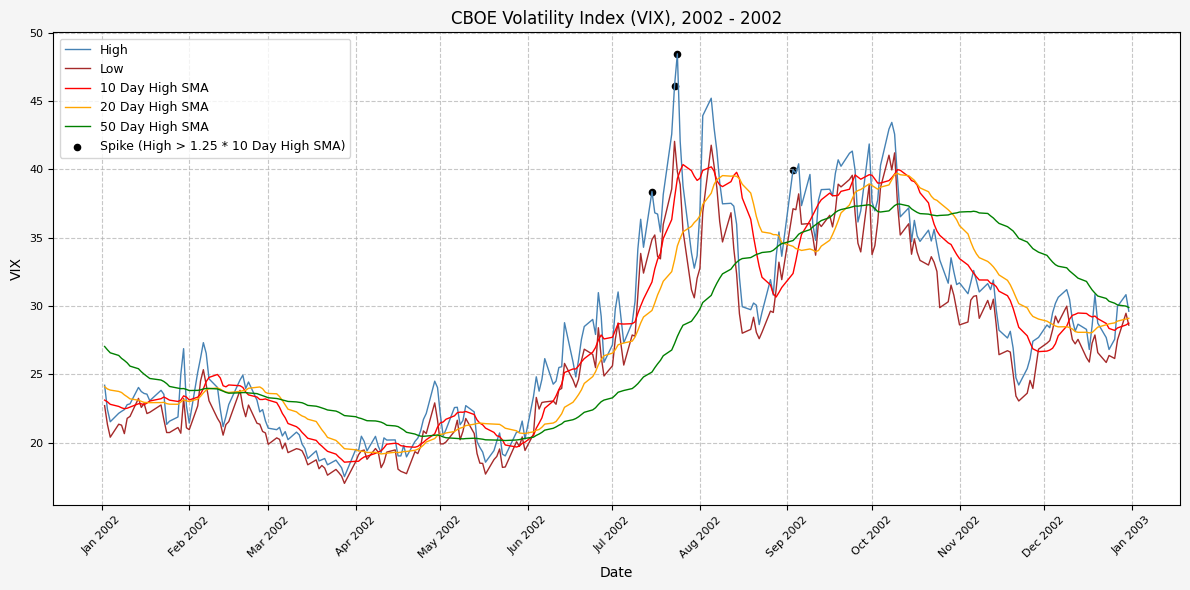 CBOE Volatility Index (VIX), 2002 - 2002
High
Low
10 Day High SMA
20 Day High SMA
50 Day High SMA
Spike (High > 1.25 * 10 Day High SMA)
VIX
50
45
40
35
30
25
20
Jan 2002
Feb 2002
Mar 2002
Apr 2002
May 2002
Jun 2002
Jul 2002
Aug 2002
Sep 2002
Oct 2002
Nov 2002
Dec 2002
Jan 2003
Date